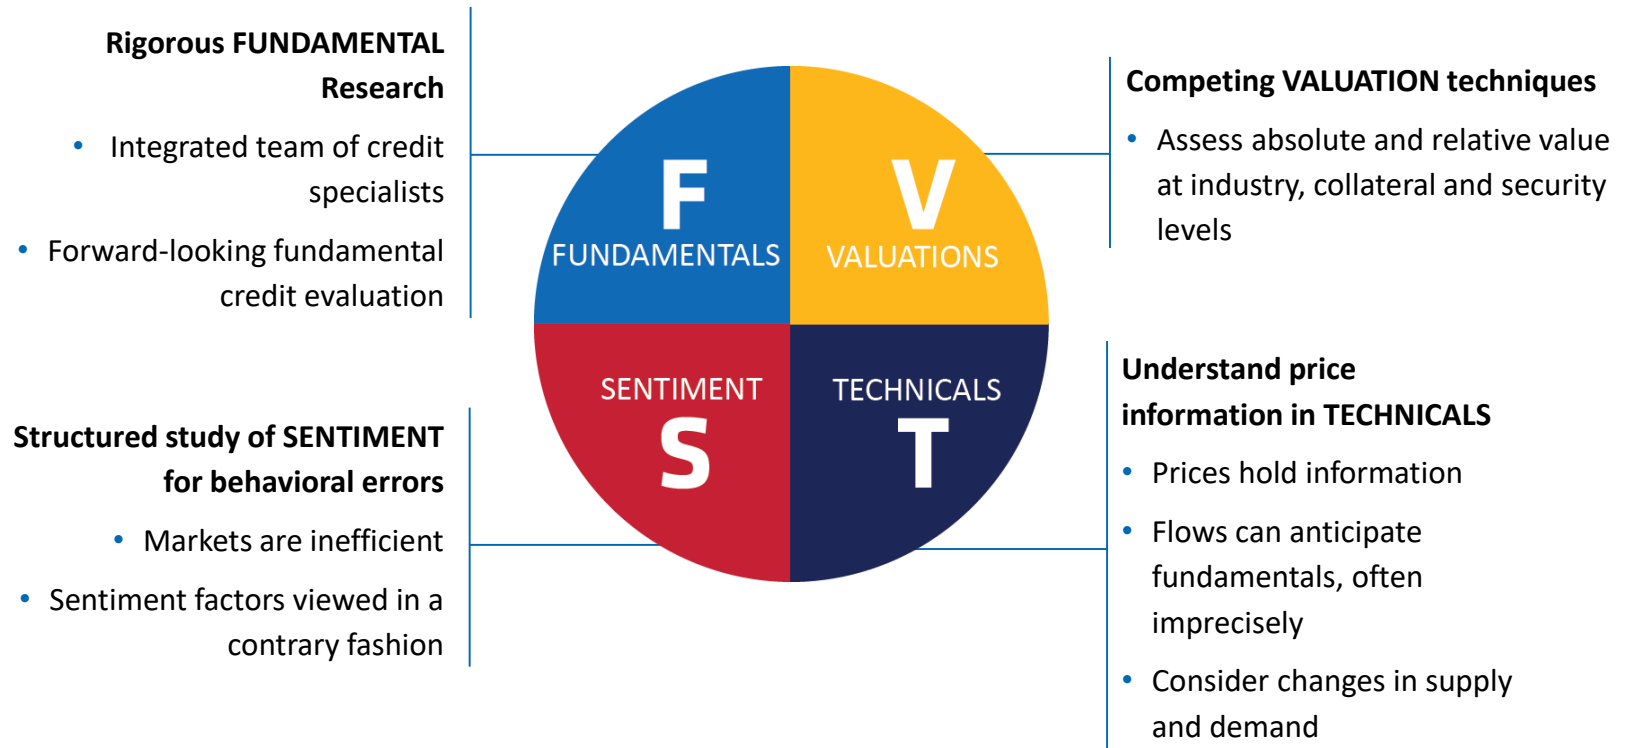 Rigorous FUNDAMENTAL
Research
• Integrated team of credit
specialists
• Forward-looking fundamental
credit evaluation
F
FUNDAMENTALS
V
VALUATIONS
Competing VALUATION techniques
• Assess absolute and relative value
at industry, collateral and security
levels
Structured study of SENTIMENT
for behavioral errors
• Markets are inefficient
• Sentiment factors viewed in a
contrary fashion
SENTIMENT
S
TECHNICALS
T
Understand price
information in TECHNICALS
• Prices hold information
• Flows can anticipate
fundamentals, often
imprecisely
• Consider changes in supply
and demand